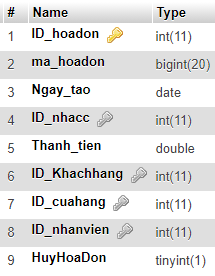 # Name Type
1 ID_hoadon int(11)
2 ma_hoadon bigint(20)
3 Ngay_tao date
4 ID_nhacc int(11)
5 Thanh_tien double
6 ID_Khachhang int(11)
7 ID_cuahang int(11)
8 ID_nhanvien int(11)
9 HuyHoaDon tinyint(1)